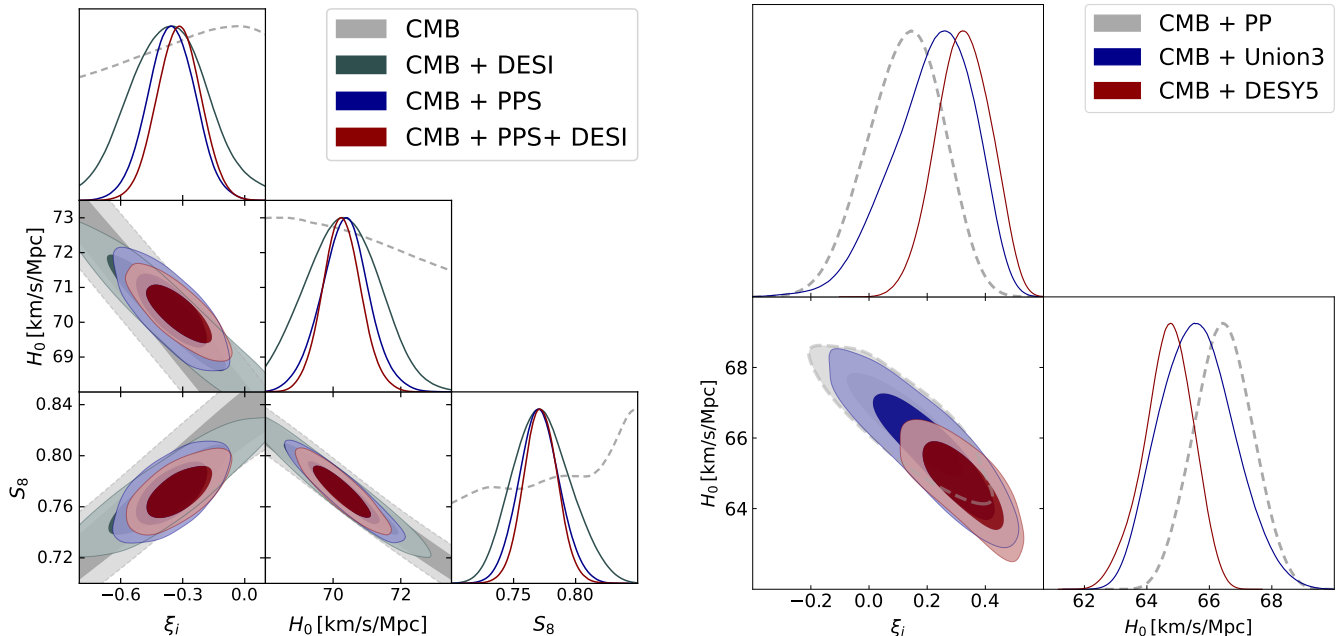 CMB
CMB + DESI
CMB + PPS
CMB + PPS+ DESI
73
72
71
70
69
H₀ [km/s/Mpc]
0.84
0.80
0.76
0.72
S₈
−0.6
−0.3
0.0
ξᵢ
70
72
H₀ [km/s/Mpc]
0.75
0.80
S₈
CMB + PP
CMB + Union3
CMB + DESY5
68
66
64
H₀ [km/s/Mpc]
−0.2
0.0
0.2
0.4
ξᵢ
62
64
66
68
H₀ [km/s/Mpc]